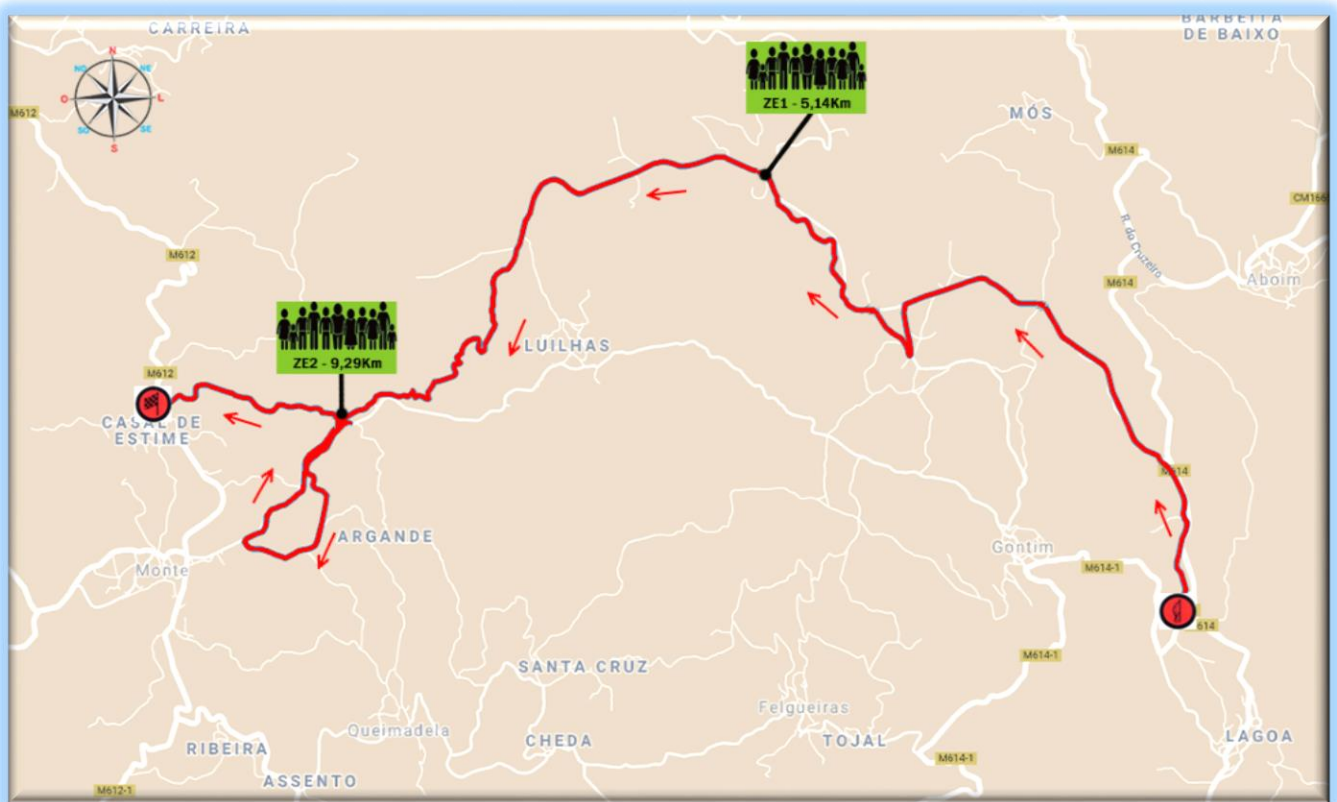 CARREIRA
BARBEITA
DE BAIXO
N
NO
NE
O
L
SO
SE
S
M612
ZE1 - 5,14Km
MÓS
M614
CM166
R. do Cruzeiro
M612
M614
Aboim
ZE2 - 9,29Km
LUILHAS
M612
CASAL DE
ESTIME
M614
ARGANDE
Gontim
Monte
M614-1
614
M614-1
SANTA CRUZ
Felgueiras
Queimadela
RIBEIRA
CHEDA
TOJAL
LAGOA
M614-1
ASSENTO
M612-1